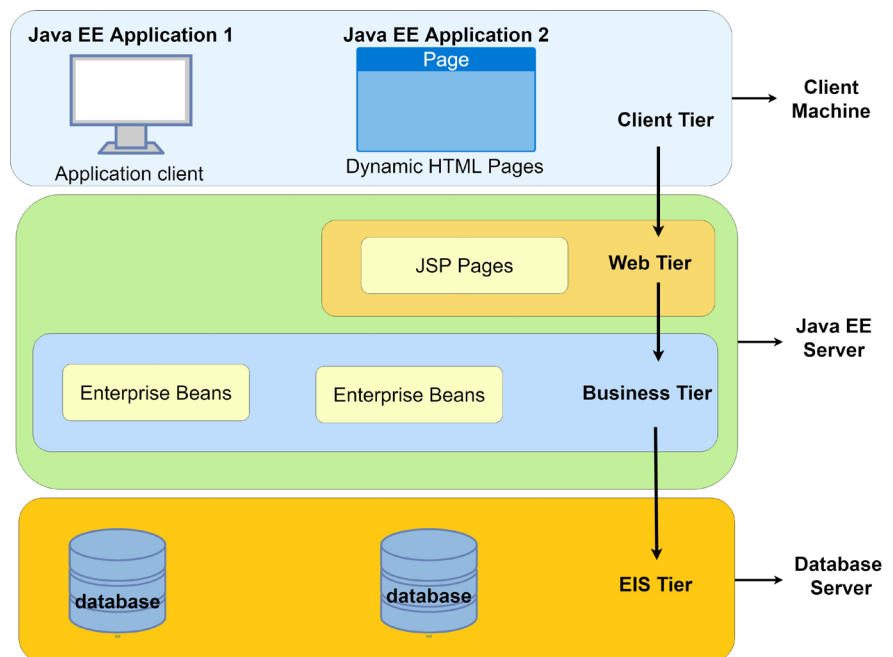 Java EE Application 1
Java EE Application 2
Page
Client Tier
Application client
Dynamic HTML Pages
Client
Machine
JSP Pages
Web Tier
Java EE
Server
Enterprise Beans
Enterprise Beans
Business Tier
database
database
EIS Tier
Database
Server